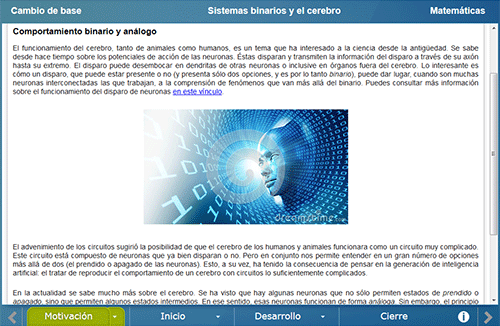 Cambio de base
Sistemas binarios y el cerebro
Matemáticas
Comportamiento binario y análogo
El funcionamiento del cerebro, tanto de animales como humanos, es un tema que ha interesado a la ciencia desde la antigüedad. Se sabe
desde hace tiempo sobre los potenciales de acción de las neuronas. Éstas disparan y transmiten la información del disparo a través de su axón
hasta su extremo. El disparo puede desembocar en dendritas de otras neuronas o inclusive en órganos fuera del cerebro. Lo interesante es
cómo un disparo, que puede estar presente o no (y presenta sólo dos opciones, y es por lo tanto binario), puede dar lugar, cuando son muchas
neuronas interconectadas las que trabajan, a la comprensión de fenómenos que van más allá del binario. Puedes consultar más información
sobre el funcionamiento del disparo de neuronas en este vínculo.
dreamstime
El advenimiento de los circuitos sugirió la posibilidad de que el cerebro de los humanos y animales funcionara como un circuito muy complicado.
Este circuito está compuesto de neuronas que ya bien disparan o no. Pero en conjunto nos permite entender en un gran número de opciones
más allá de dos (el prendido o apagado de las neuronas). Esto, a su vez, ha tenido la consecuencia de pensar en la generación de inteligencia
artificial: el tratar de reproducir el comportamiento de un cerebro con circuitos lo suficientemente complicados.
En la actualidad se sabe mucho más sobre el cerebro. Se ha visto que hay algunas neuronas que no sólo permiten estados de prendido o
apagado, sino que permiten algunos estados intermedios. En ese sentido, esas neuronas funcionan de forma análoga. Sin embargo, el principio
Motivación
Inicio
Desarrollo
Cierre